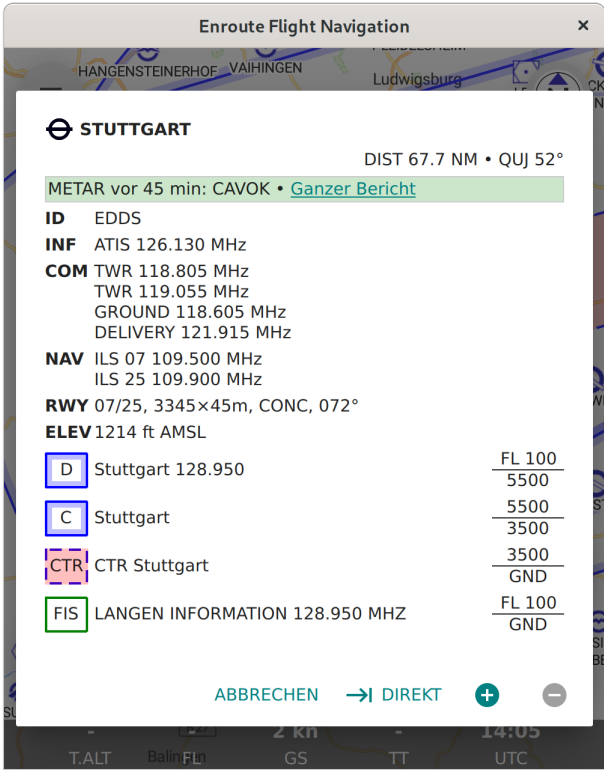 Enroute Flight Navigation
×
HANGENSTEINERHOF
VAIHINGEN
Ludwigsburg
STUTTGART
DIST 67.7 NM • QUJ 52°
METAR vor 45 min: CAVOK • Ganzer Bericht
ID EDDS
INF ATIS 126.130 MHz
COM TWR 118.805 MHz
TWR 119.055 MHz
GROUND 118.605 MHz
DELIVERY 121.915 MHz
NAV ILS 07 109.500 MHz
ILS 25 109.900 MHz
RWY 07/25, 3345×45m, CONC, 072°
ELEV 1214 ft AMSL
D Stuttgart 128.950 FL 100
5500
C Stuttgart 5500
3500
CTR CTR Stuttgart 3500
GND
FIS LANGEN INFORMATION 128.950 MHZ FL 100
GND
ABBRECHEN DIREKT
- - 2 kn - 14:05
Balingen
T.ALT FL GS TT UTC